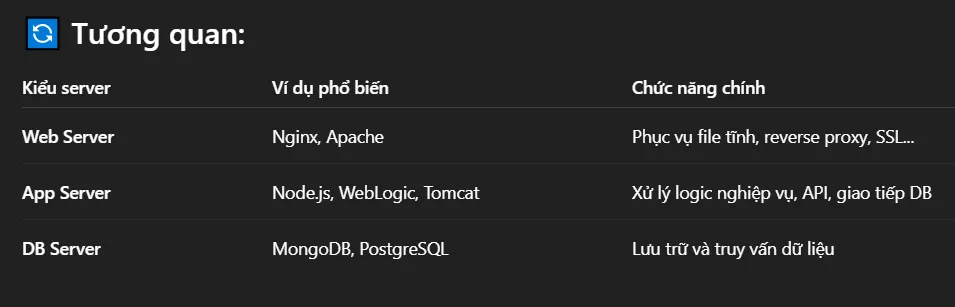 Tương quan:
Kiểu server Ví dụ phổ biến Chức năng chính
Web Server Nginx, Apache Phục vụ file tĩnh, reverse proxy, SSL...
App Server Node.js, WebLogic, Tomcat Xử lý logic nghiệp vụ, API, giao tiếp DB
DB Server MongoDB, PostgreSQL Lưu trữ và truy vấn dữ liệu